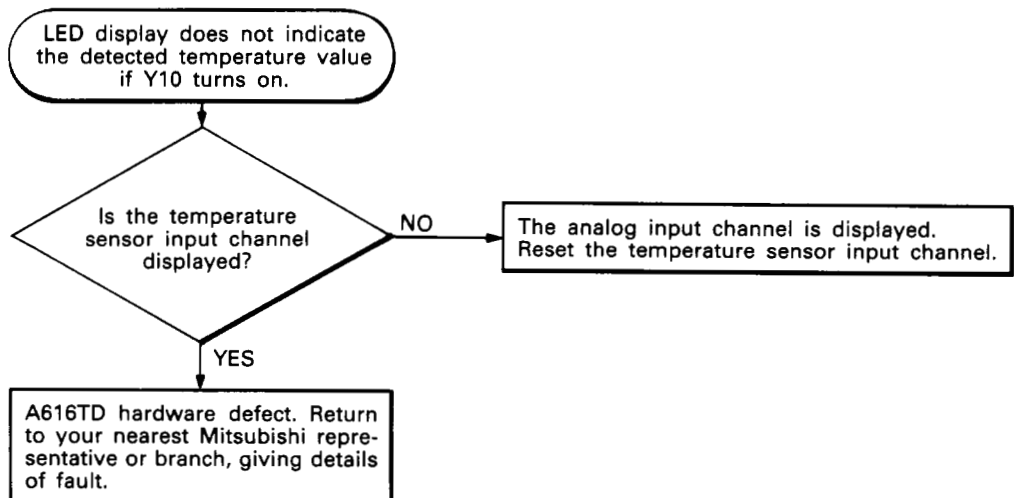 LED display does not indicate
the detected temperature value
if Y10 turns on.
Is the temperature
sensor input channel
displayed?
NO
The analog input channel is displayed.
Reset the temperature sensor input channel.
YES
A616TD hardware defect. Return
to your nearest Mitsubishi repre-
sentative or branch, giving details
of fault.